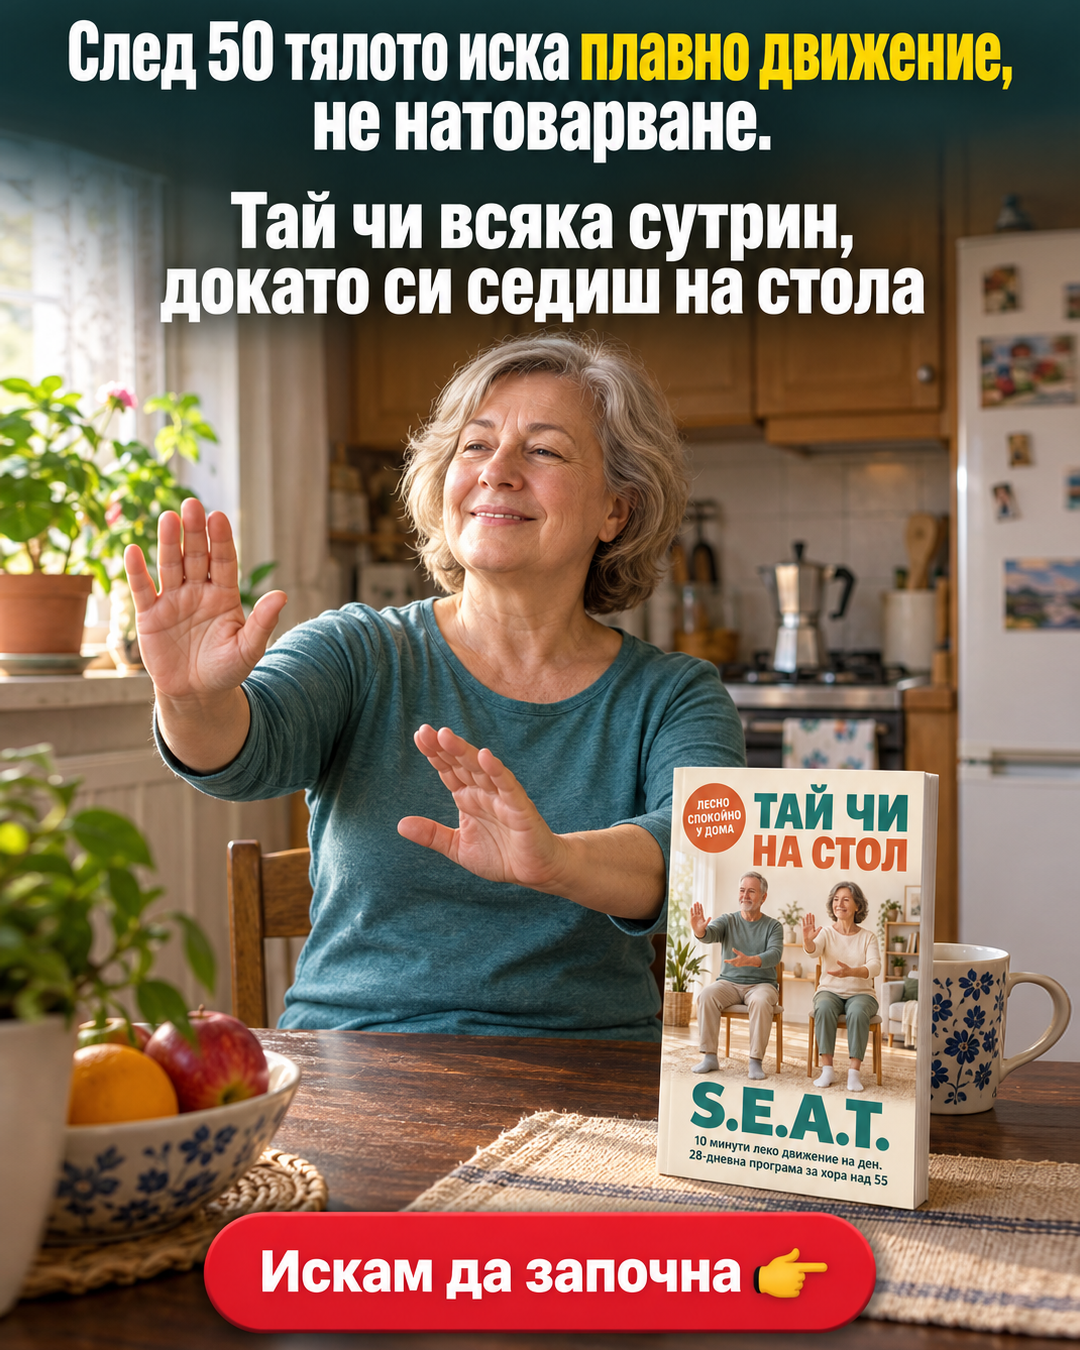 След 50 тялото иска плавно движение,
не натоварване.
Тай чи всяка сутрин,
докато си седиш на стола
ЛЕСНО
СПОКОЙНО
У ДОМА
ТАЙ ЧИ
НА СТОЛ
S.E.A.T.
10 минути леко движение на ден.
28-дневна програма за хора над 55
Искам да започна